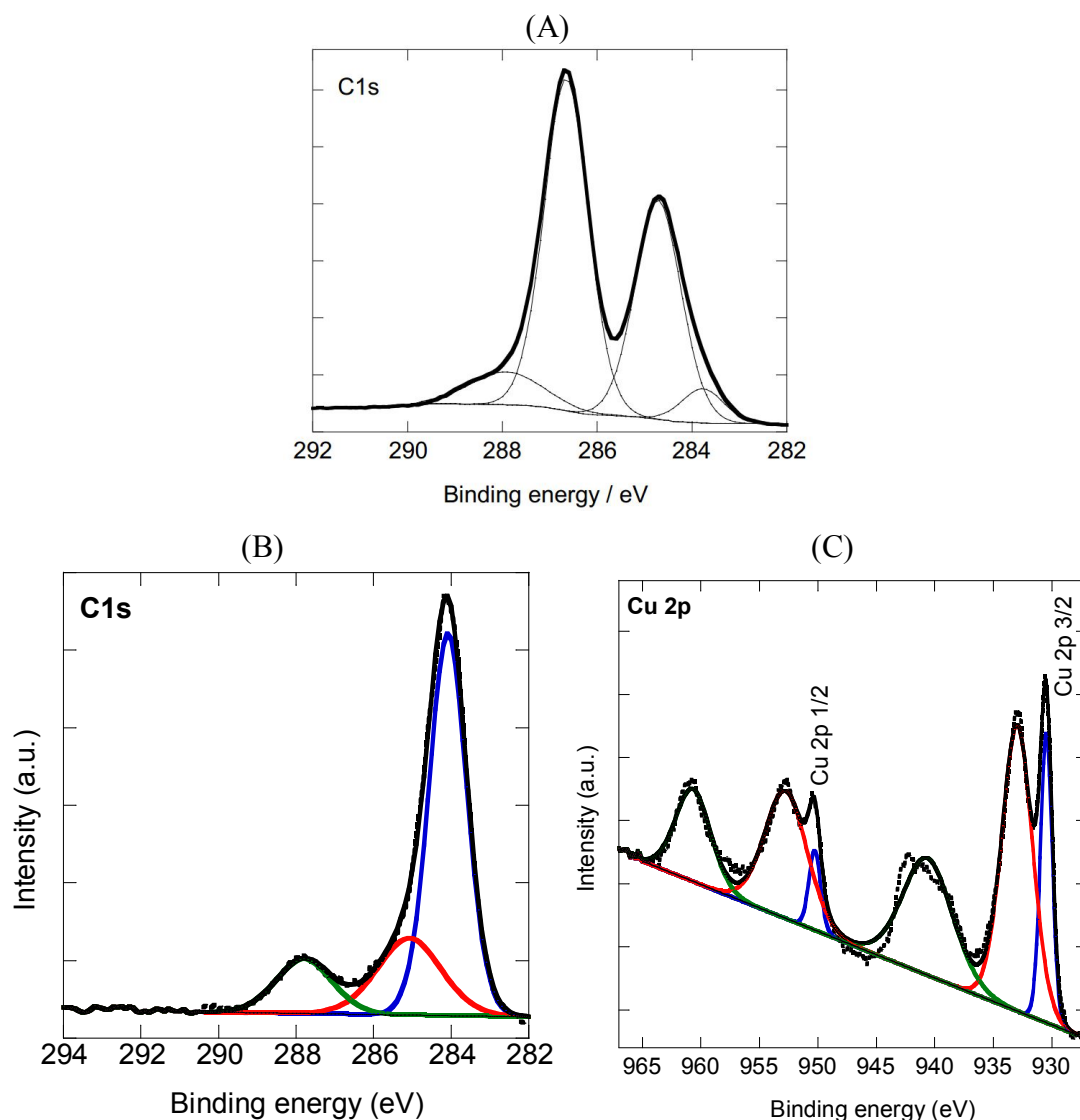 (A)
C1s
292 290 288 286 284 282
Binding energy / eV
(B)
C1s
Intensity (a.u.)
294 292 290 288 286 284 282
Binding energy (eV)
(C)
Cu 2p
Cu 2p 1/2
Cu 2p 3/2
Intensity (a.u.)
965 960 955 950 945 940 935 930
Binding energy (eV)